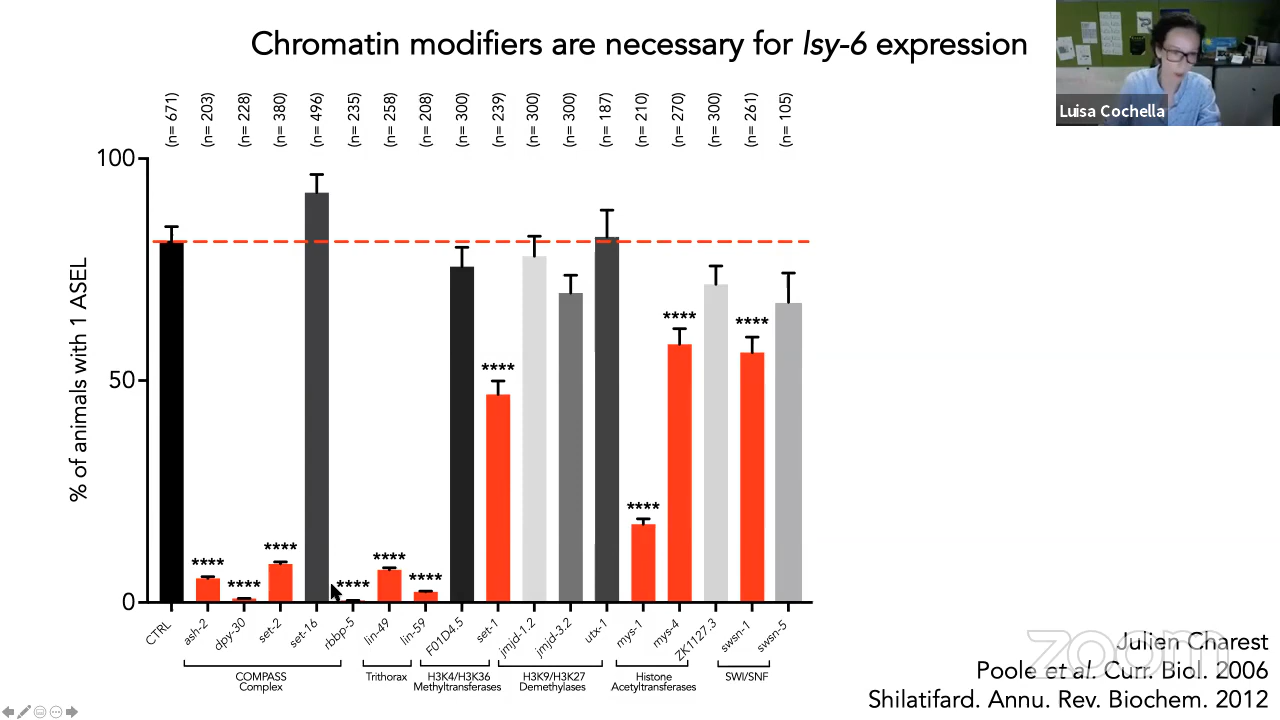 Chromatin modifiers are necessary for lsy-6 expression
Luisa Cochella
(n= 671)
(n= 203)
(n= 228)
(n= 380)
(n= 496)
(n= 235)
(n= 258)
(n= 208)
(n= 300)
(n= 239)
(n= 300)
(n= 300)
(n= 187)
(n= 210)
(n= 270)
(n= 300)
(n= 261)
(n= 105)
% of animals with 1 ASEL
100
50
0
****
****
****
****
****
****
****
****
****
****
CTRL
ash-2
dpy-30
set-2
set-16
rbbp-5
lin-49
lin-59
F01D4.5
set-1
jmjd-1.2
jmjd-3.2
utx-1
mys-1
mys-4
ZK1127.3
swsn-1
swsn-5
COMPASS
Complex
Trithorax
H3K4/H3K36
Methyltransferases
H3K9/H3K27
Demethylases
Histone
Acetyltransferases
SWI/SNF
zoom
Julien Charest
Poole et al. Curr. Biol. 2006
Shilatifard. Annu. Rev. Biochem. 2012